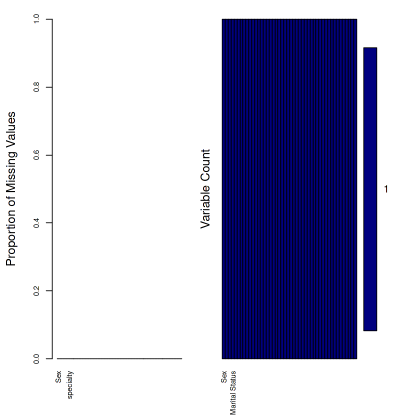 Proportion of Missing Values
1.0
0.8
0.6
0.4
0.2
0.0
Sex
specialty
Variable Count
Sex
Marital Status
1